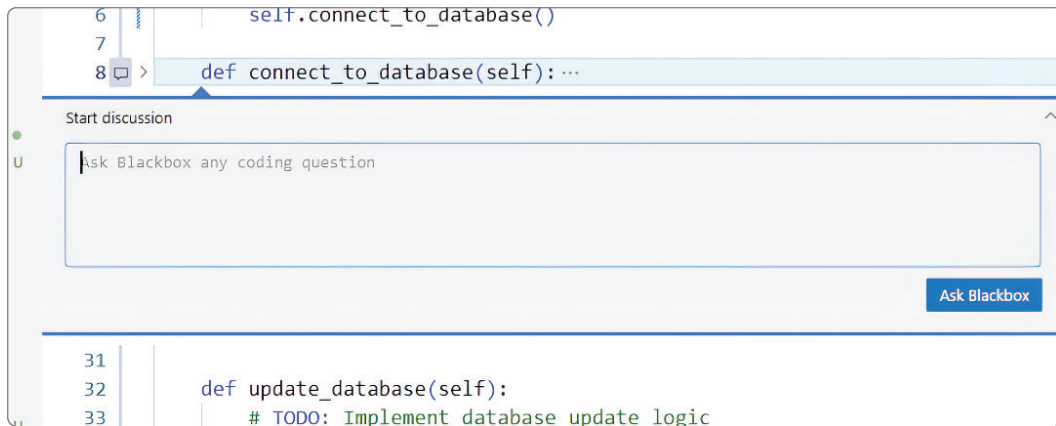 6 self.connect_to_database()
7
8 > def connect_to_database(self): ...
Start discussion
U
Ask Blackbox any coding question
Ask Blackbox
31
32 def update_database(self):
33 # TODO: Implement database update logic